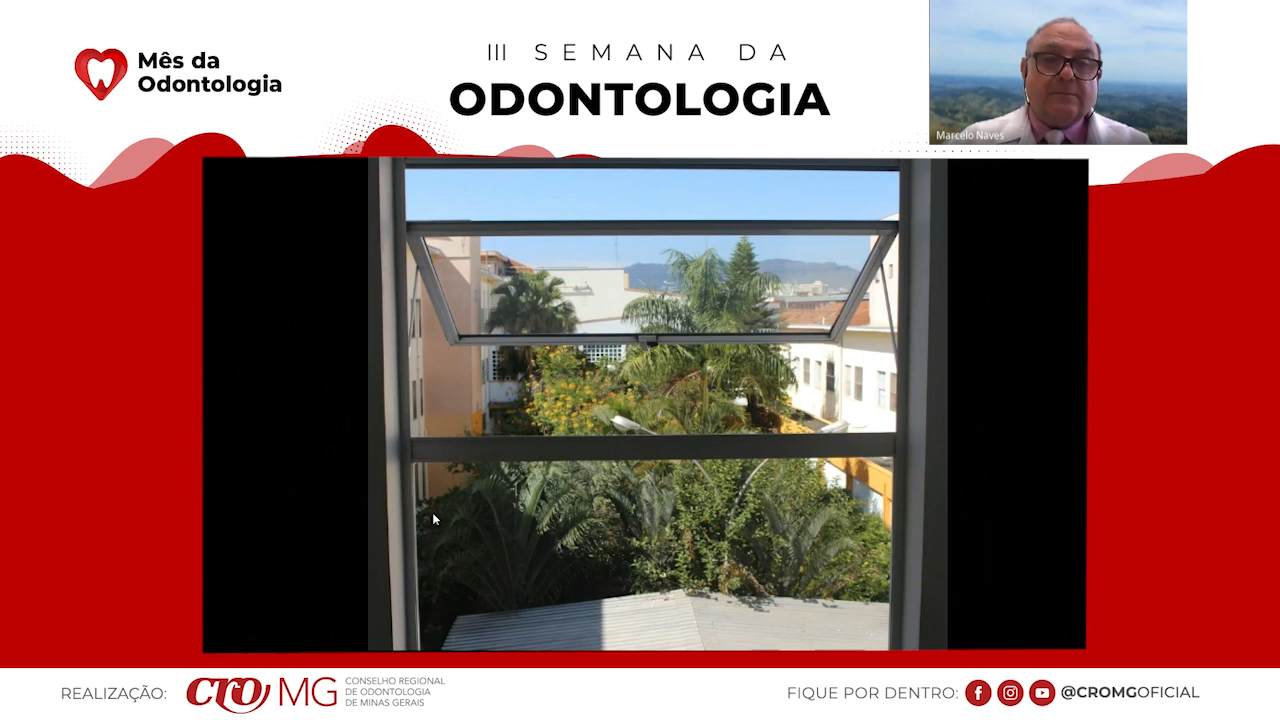 Mês da
Odontologia
III SEMANA DA
ODONTOLOGIA
Marcelo Naves
REALIZAÇÃO:
CRO MG
CONSELHO REGIONAL
DE ODONTOLOGIA
DE MINAS GERAIS
FIQUE POR DENTRO:
@CROMGOFICIAL